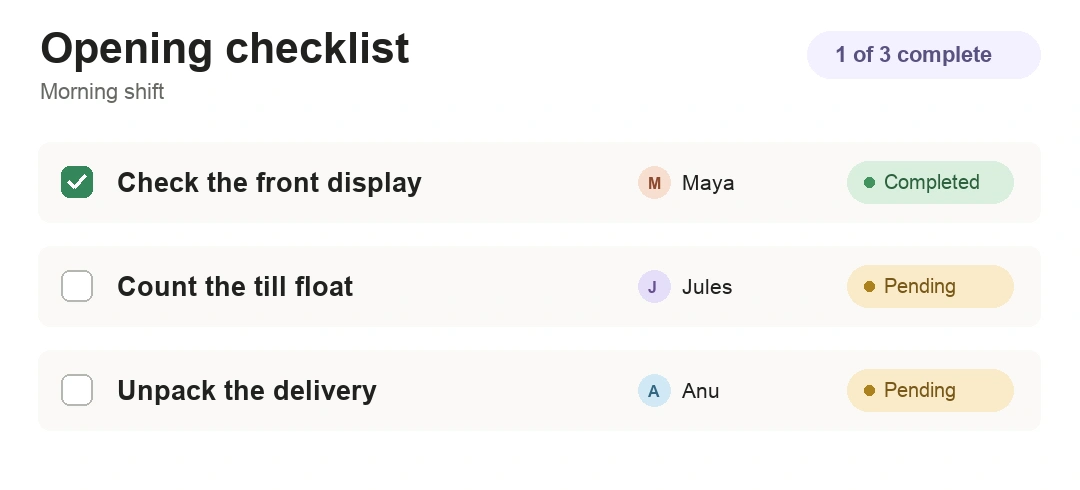 Opening checklist
1 of 3 complete
Morning shift
Check the front display M Maya Completed
Count the till float J Jules Pending
Unpack the delivery A Anu Pending